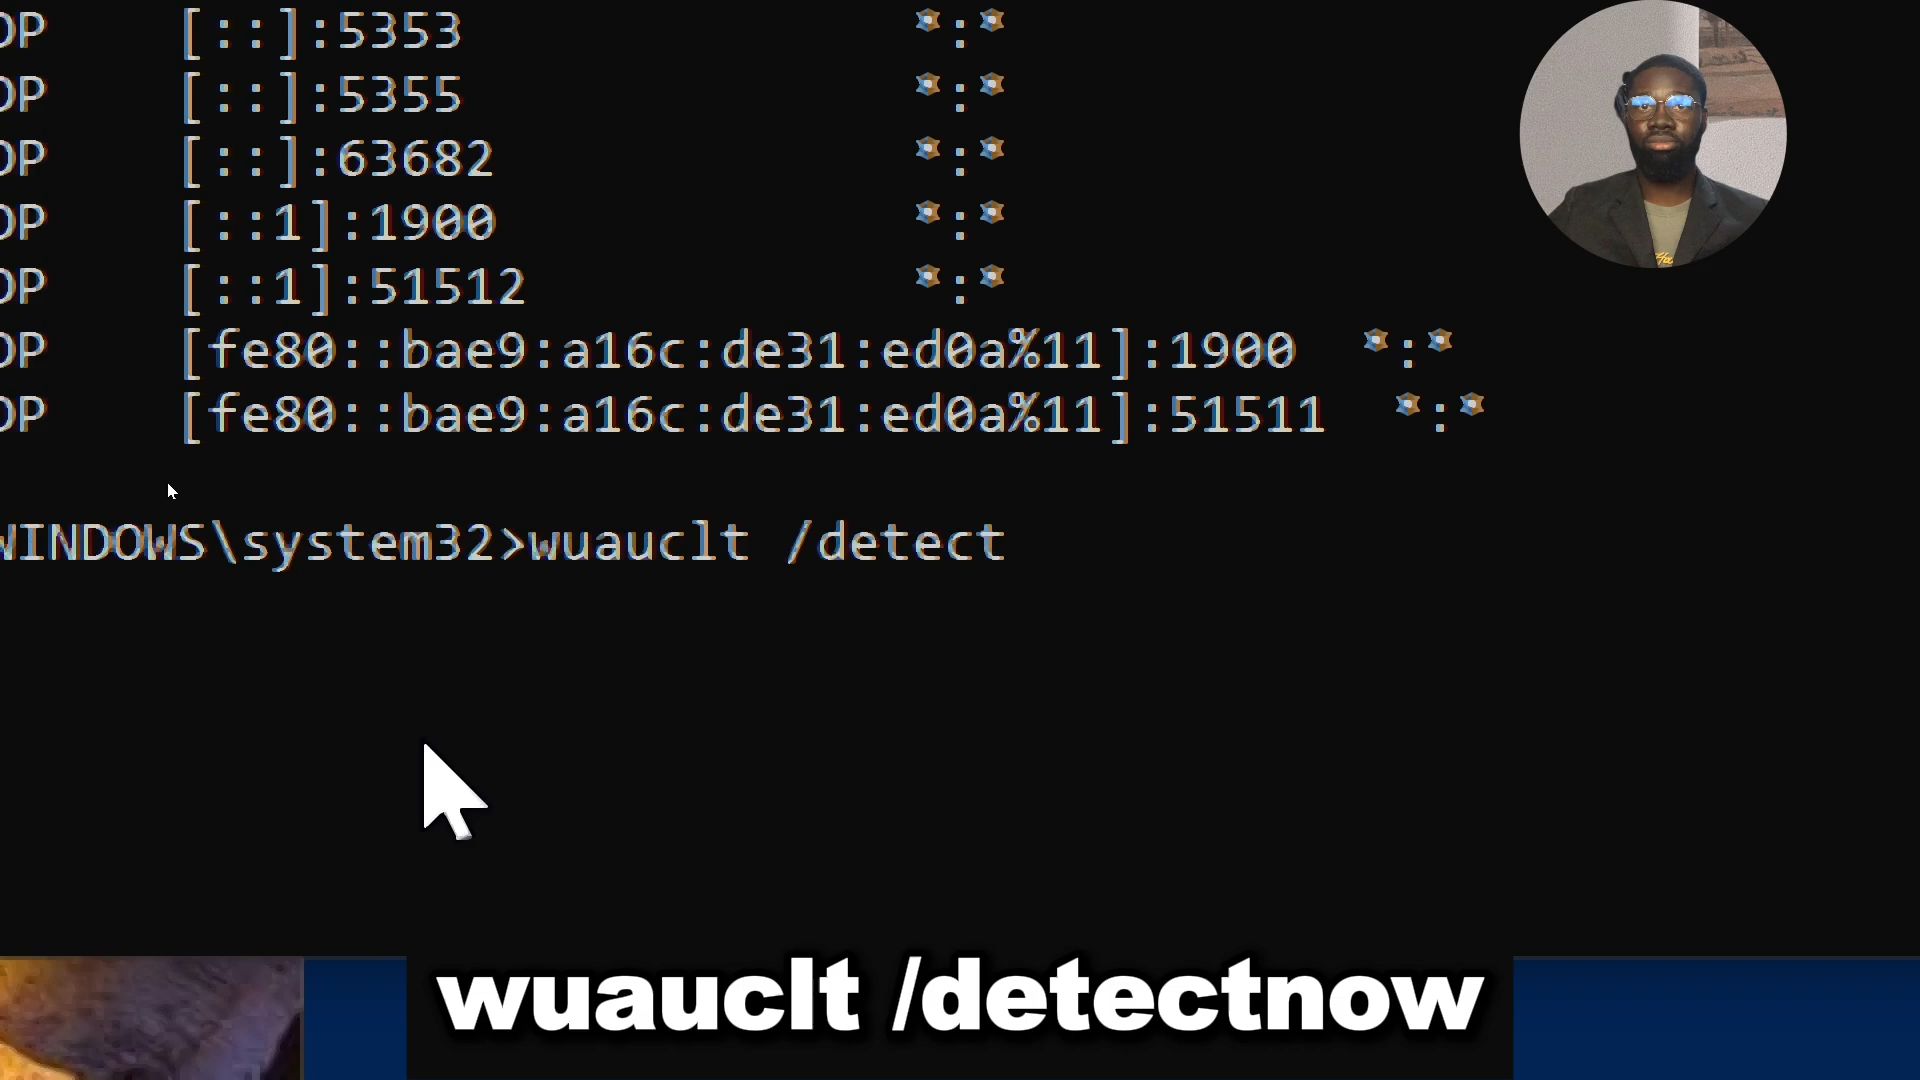 DP [::]:5353 *:*
DP [::]:5355 *:*
DP [::]:63682 *:*
DP [::1]:1900 *:*
DP [::1]:51512 *:*
DP [fe80::bae9:a16c:de31:ed0a%11]:1900 *:*
DP [fe80::bae9:a16c:de31:ed0a%11]:51511 *:*
WINDOWS\system32>wuauclt /detect
wuauclt /detectnow